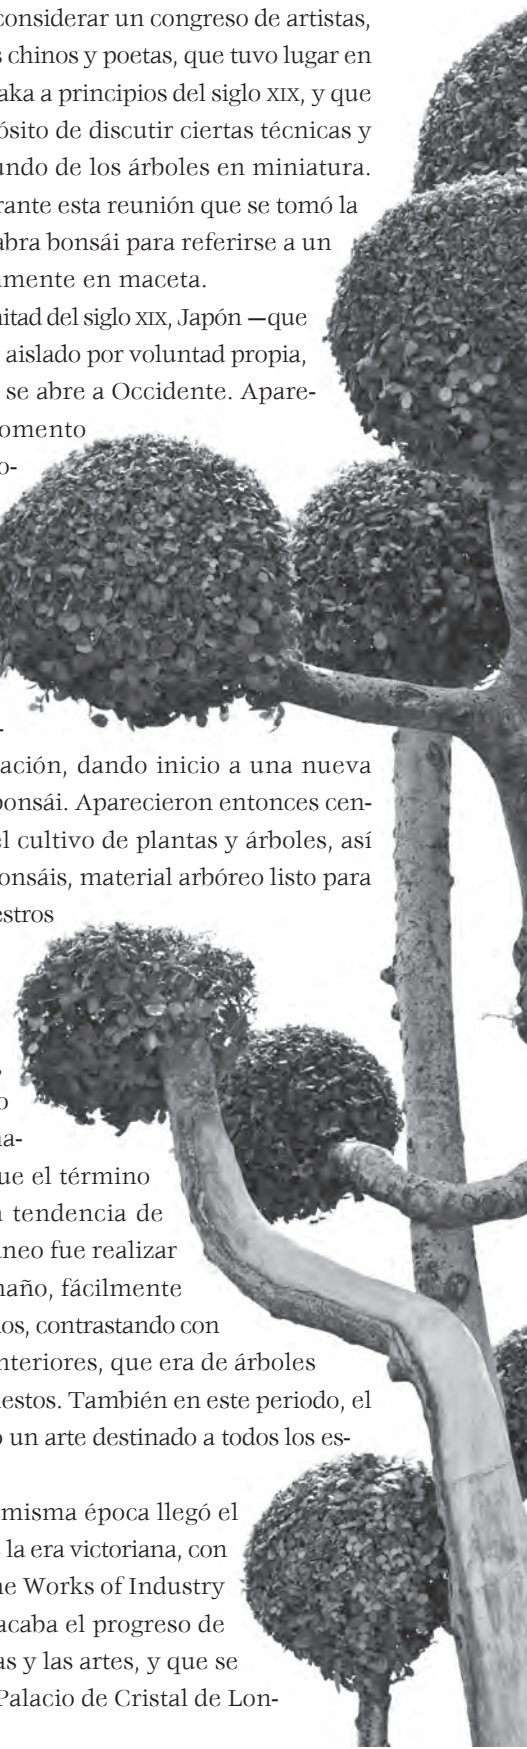 considerar un congreso de artistas,
s chinos y poetas, que tuvo lugar en
aka a principios del siglo XIX, y que
ósito de discutir ciertas técnicas y
undo de los árboles en miniatura.
rante esta reunión que se tomó la
abra bonsái para referirse a un
amente en maceta.
nitad del siglo XIX, Japón —que
aislado por voluntad propia,
se abre a Occidente. Apare-
omento
o-
-
ación, dando inicio a una nueva
bonsái. Aparecieron entonces cen-
el cultivo de plantas y árboles, así
onsáis, material arbóreo listo para
estros
,
o
na-
ue el término
a tendencia de
neo fue realizar
naño, fácilmente
os, contrastando con
nteriores, que era de árboles
uestos. También en este periodo, el
o un arte destinado a todos los es-
misma época llegó el
la era victoriana, con
he Works of Industry
acaba el progreso de
as y las artes, y que se
Palacio de Cristal de Lon-